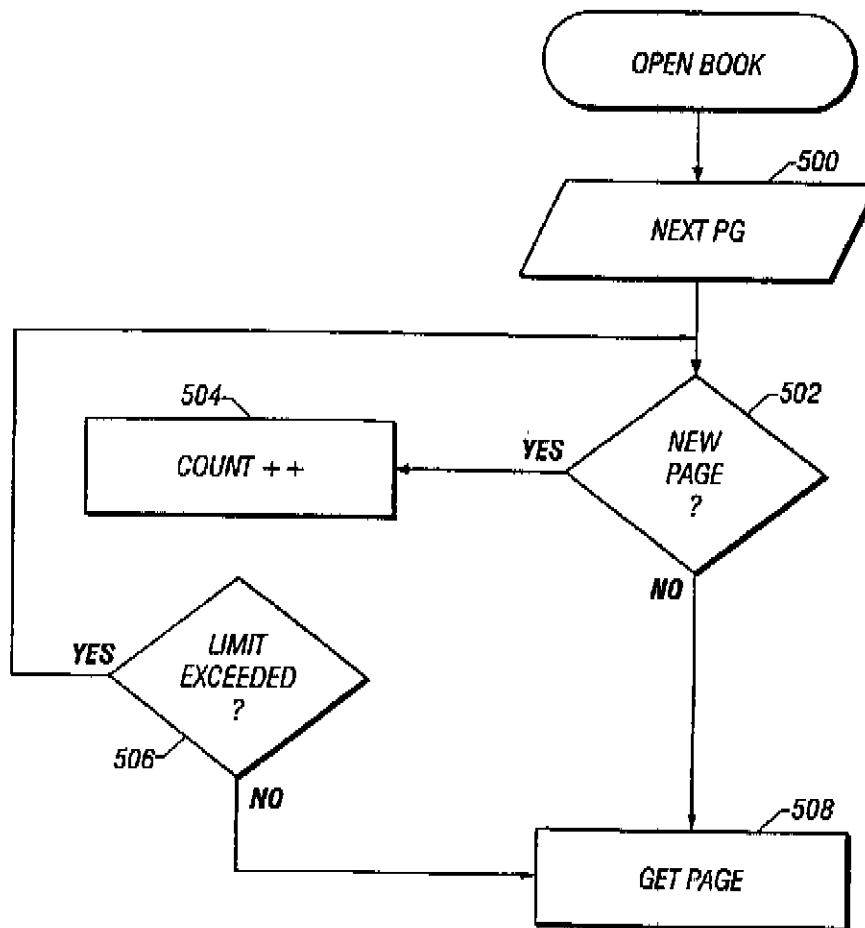 OPEN BOOK
500
NEXT PG
504
COUNT + +
YES
502
NEW
PAGE
?
NO
YES
LIMIT
EXCEEDED
?
506
NO
508
GET PAGE